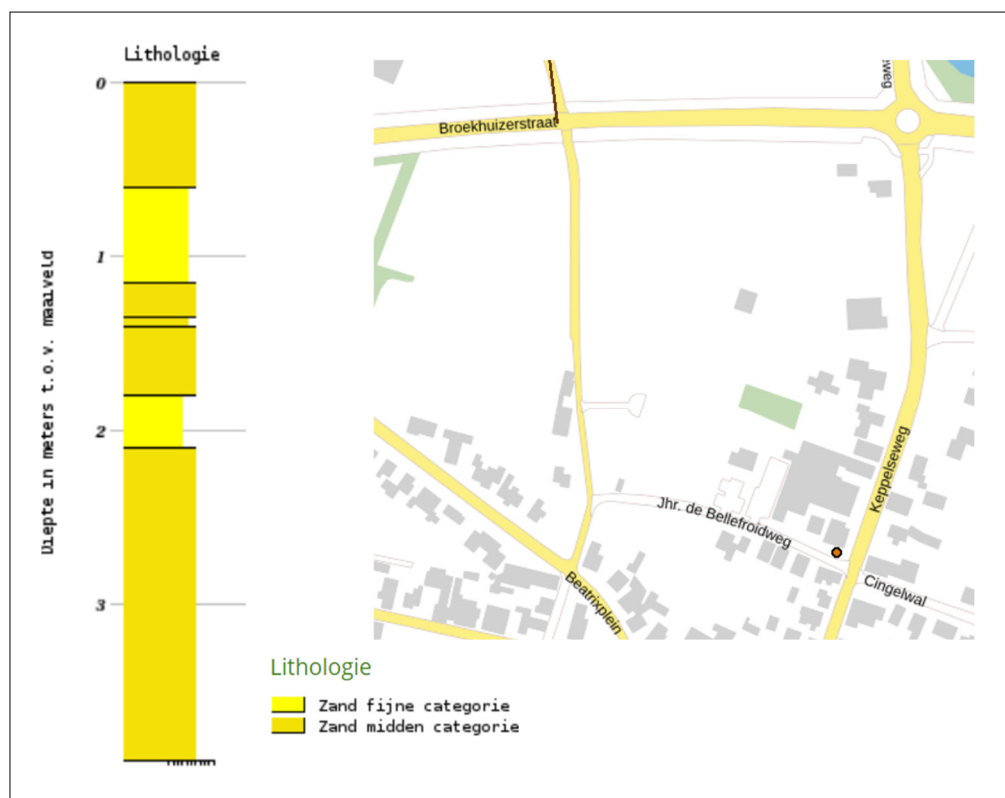 Lithologie
0
1
2
3
Diepte in meters t.o.v. maaiveld
Broekhuizerstraat
sweg
Keppelseweg
Jhr. de Bellefroidweg
Cingelwal
Beatrixplein
Lithologie
Zand fijne categorie
Zand midden categorie